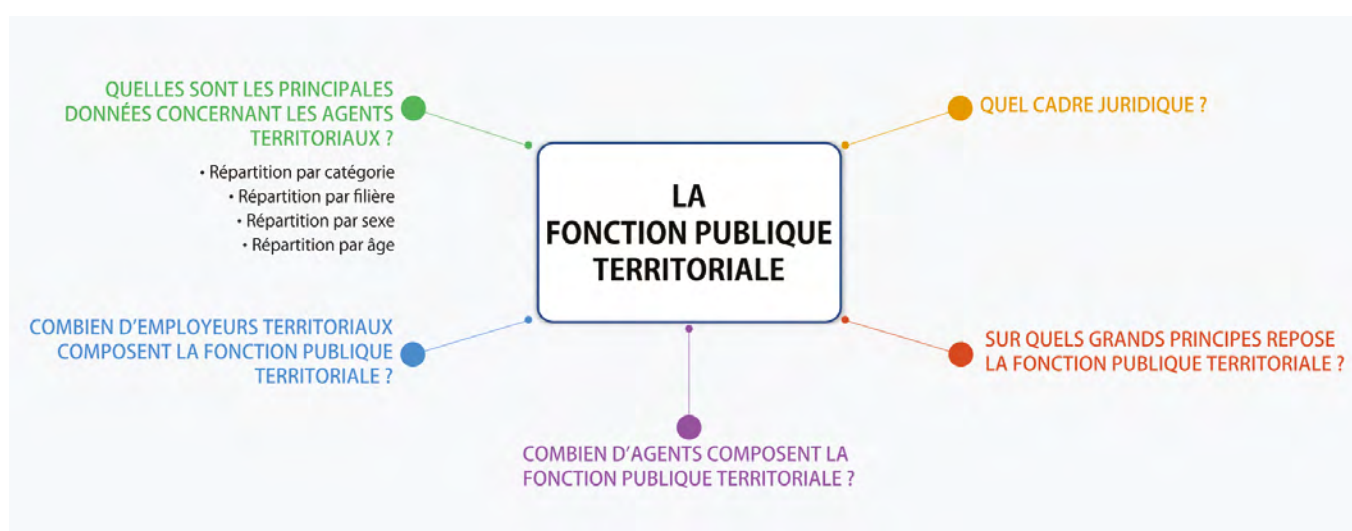 QUELLES SONT LES PRINCIPALES
DONNÉES CONCERNANT LES AGENTS
TERRITORIAUX ?
• Répartition par catégorie
• Répartition par filière
• Répartition par sexe
• Répartition par âge
QUEL CADRE JURIDIQUE ?
LA
FONCTION PUBLIQUE
TERRITORIALE
COMBIEN D'EMPLOYEURS TERRITORIAUX
COMPOSENT LA FONCTION PUBLIQUE
TERRITORIALE ?
SUR QUELS GRANDS PRINCIPES REPOSE
LA FONCTION PUBLIQUE TERRITORIALE ?
COMBIEN D'AGENTS COMPOSENT LA
FONCTION PUBLIQUE TERRITORIALE ?